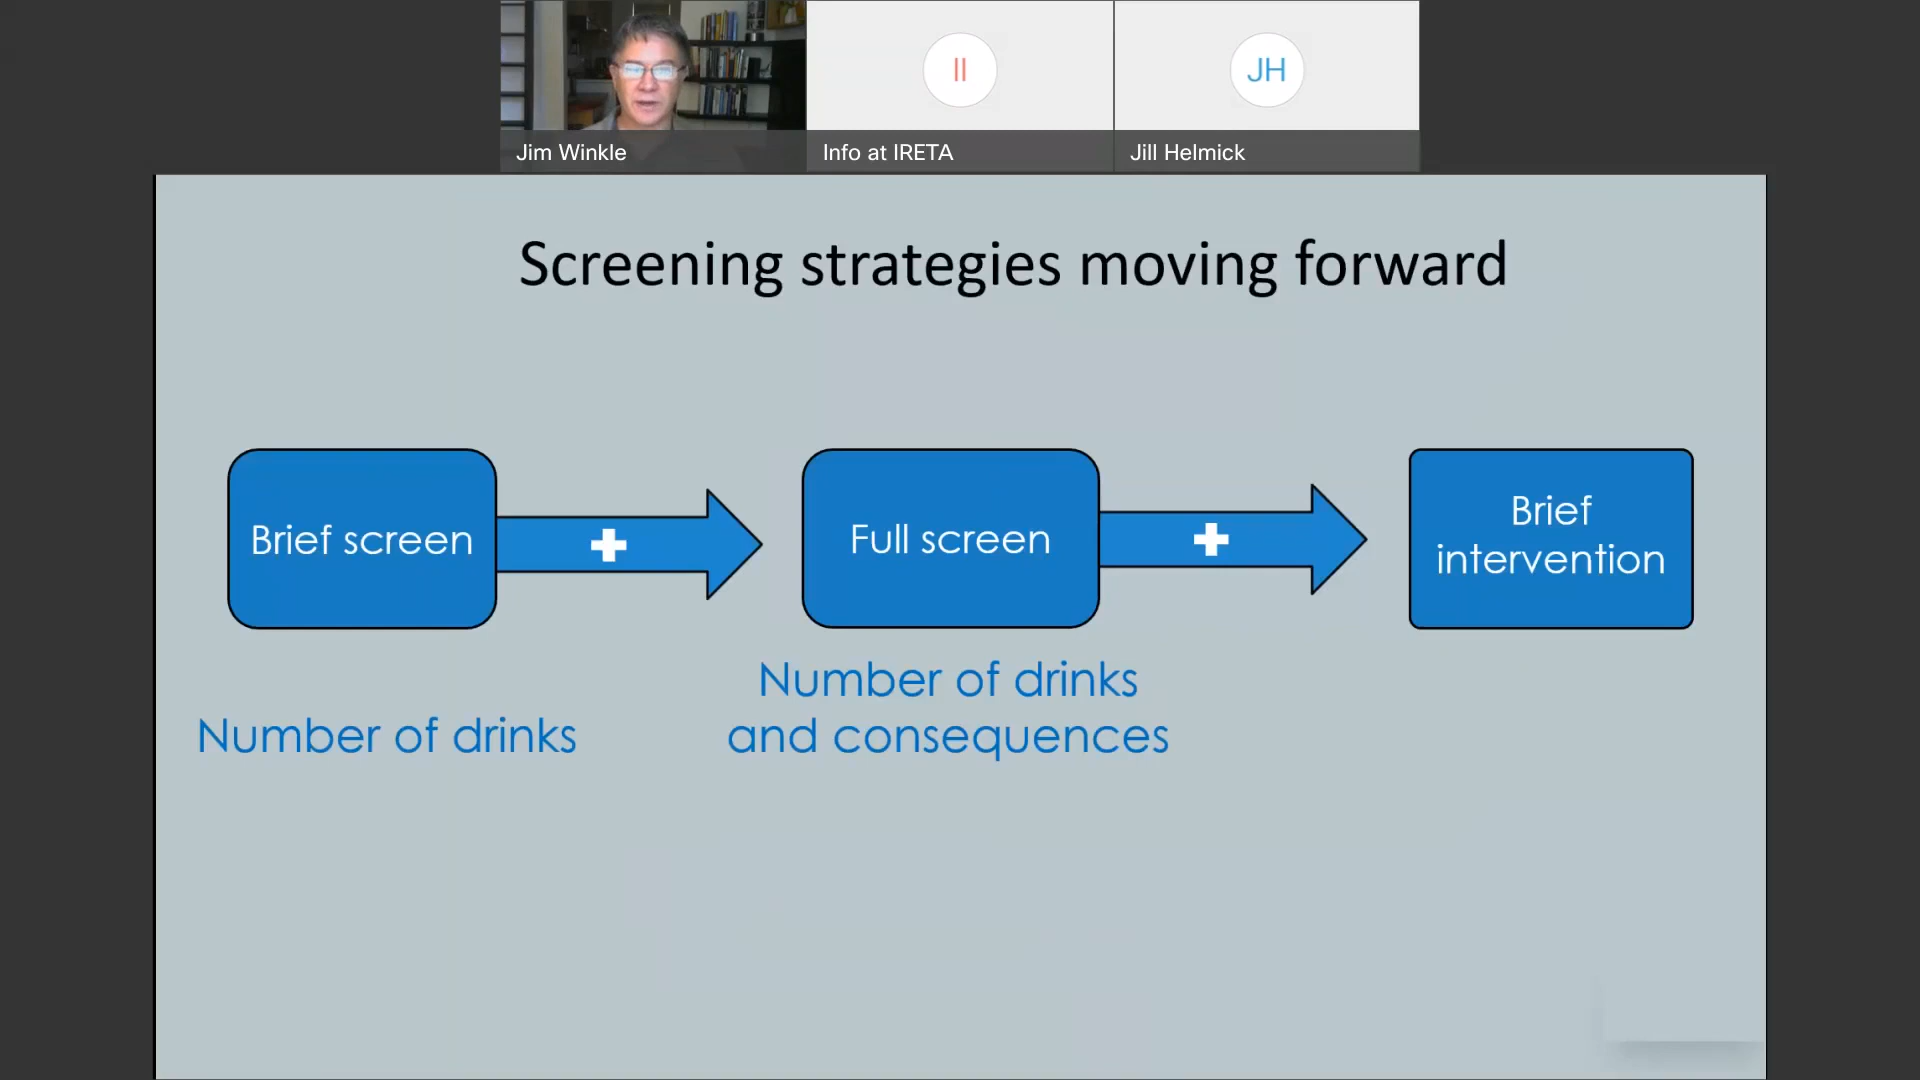 II
JH
Jim Winkle
Info at IRETA
Jill Helmick
Screening strategies moving forward
Brief screen
Full screen
Brief
intervention
Number of drinks
Number of drinks
and consequences